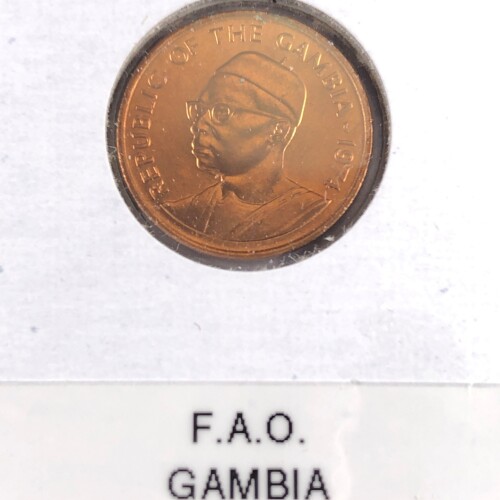 REPUBLIC OF THE GAMBIA • 1974
F.A.O.
GAMBIA